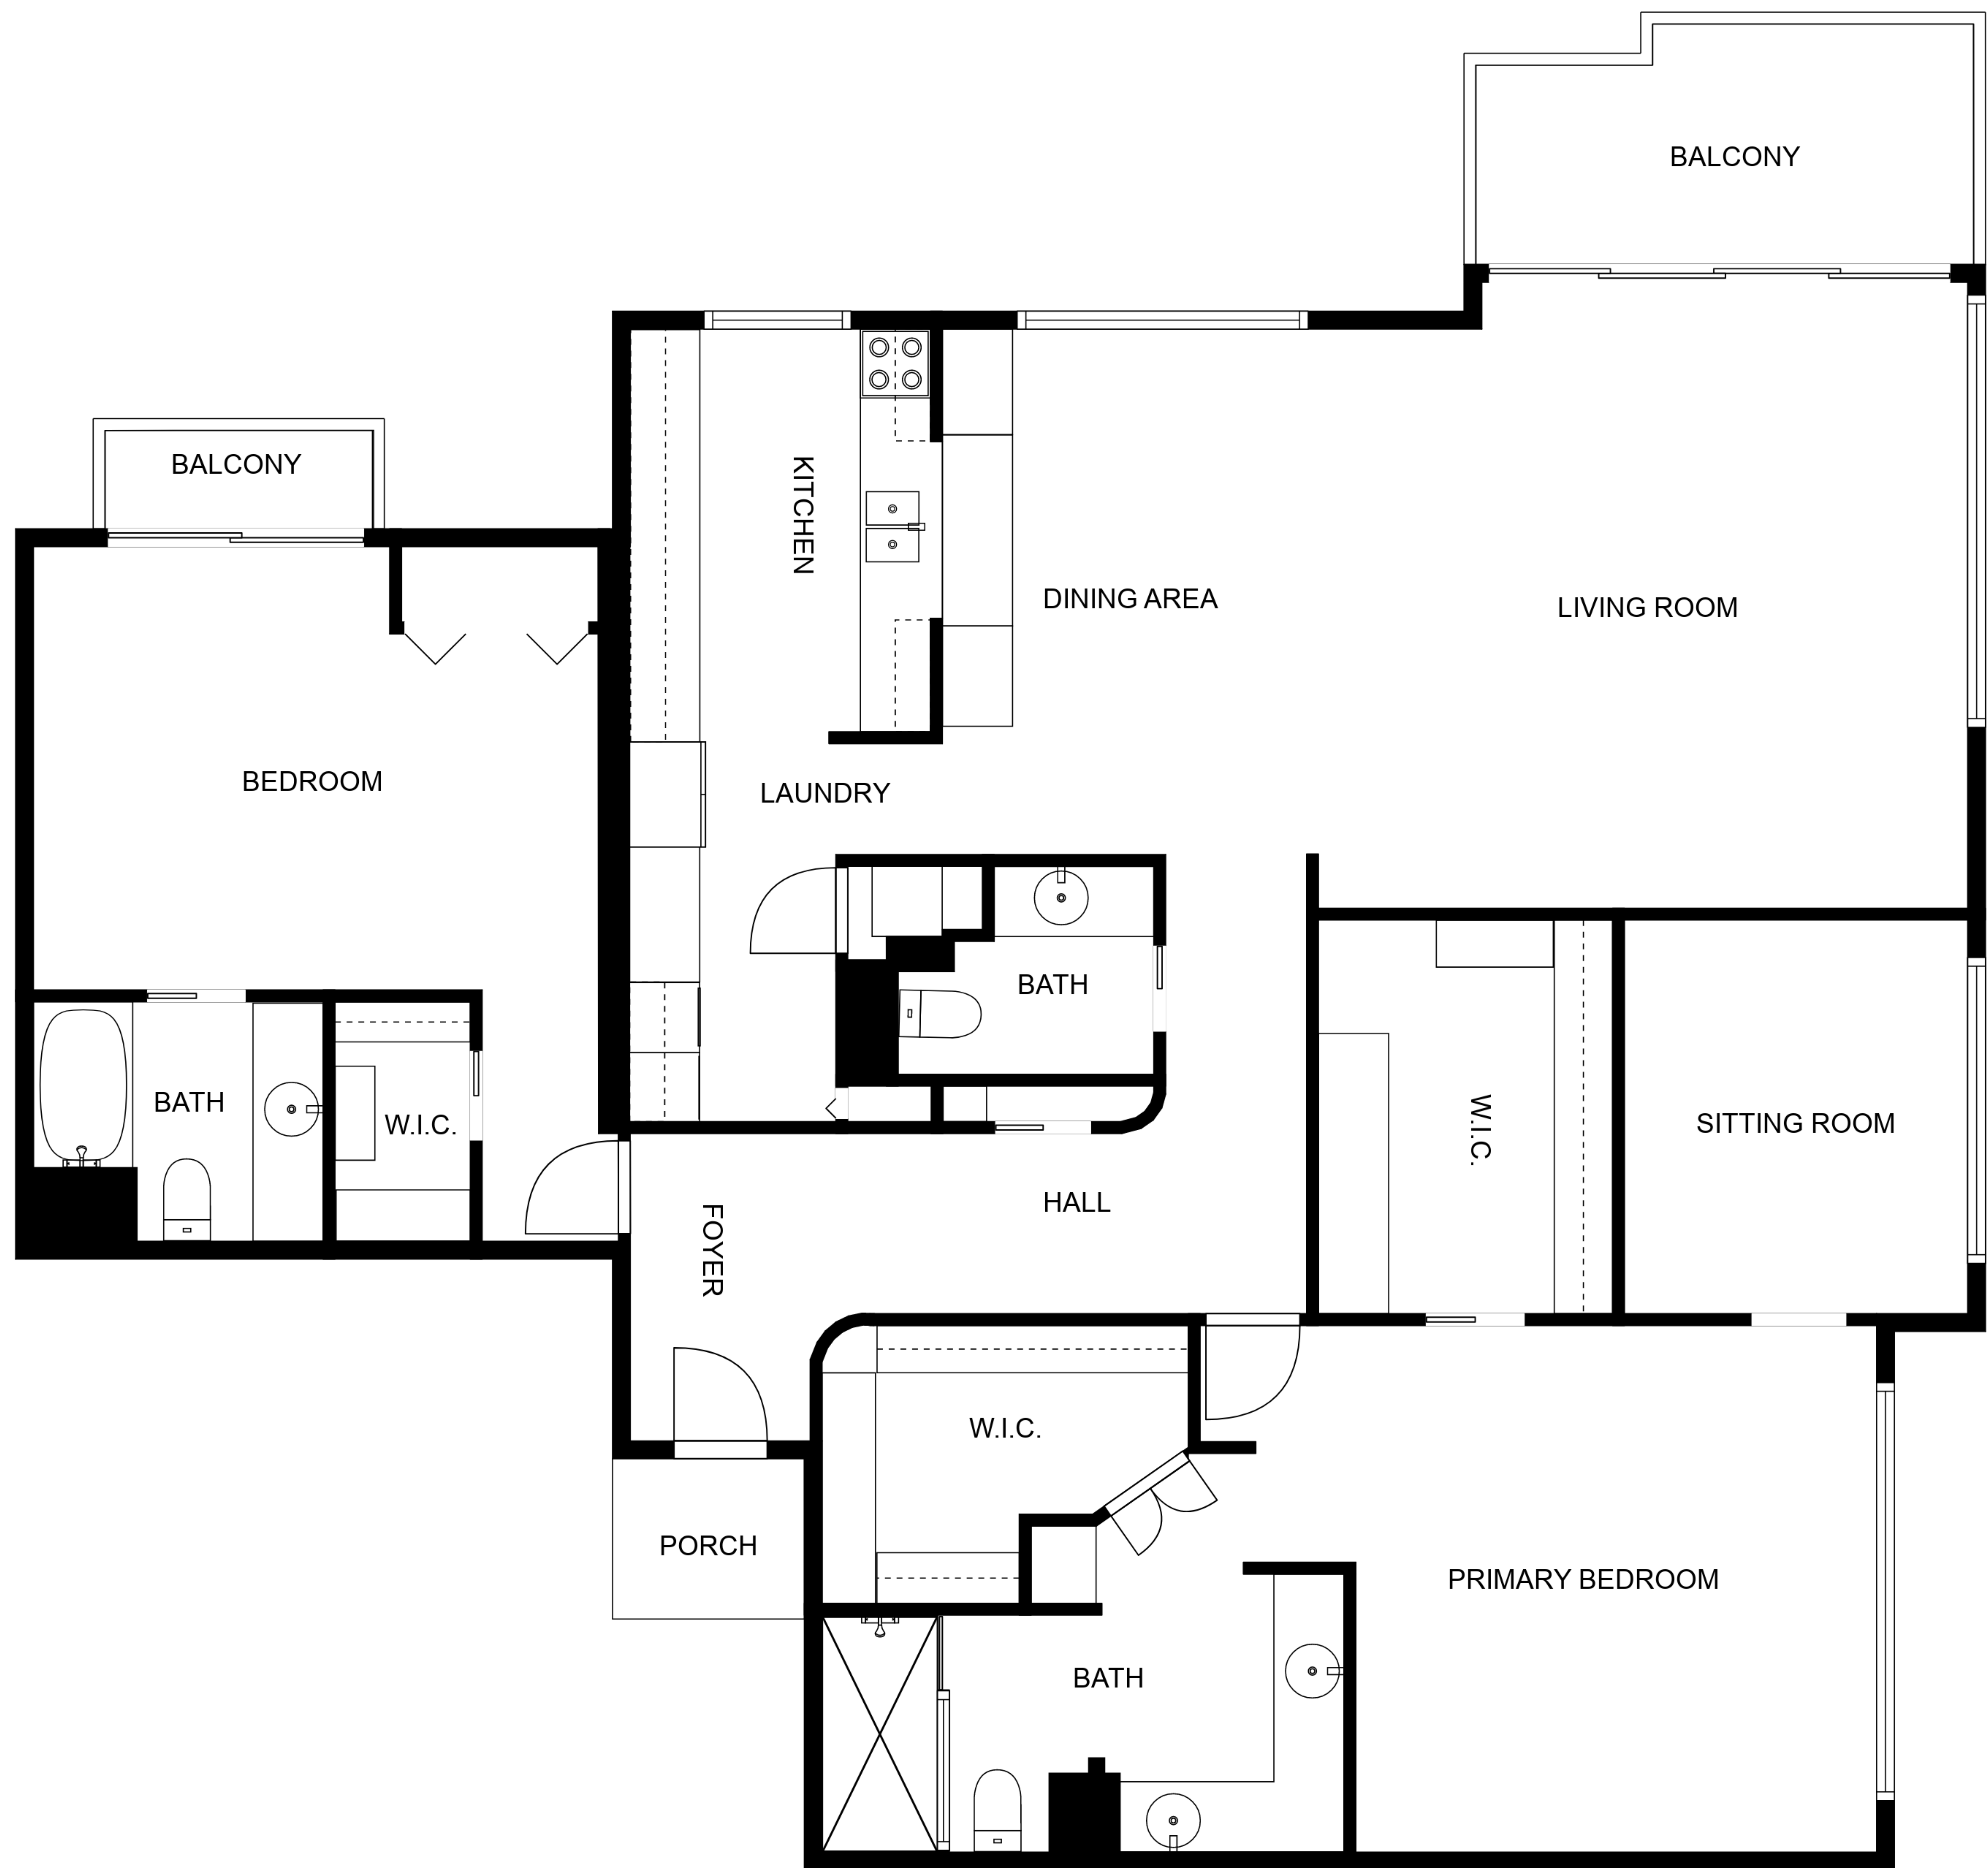 BALCONY
BALCONY
KITCHEN
DINING AREA
LIVING ROOM
BEDROOM
LAUNDRY
BATH
BATH
W.I.C.
W.I.C.
SITTING ROOM
HALL
FOYER
W.I.C.
PORCH
PRIMARY BEDROOM
BATH